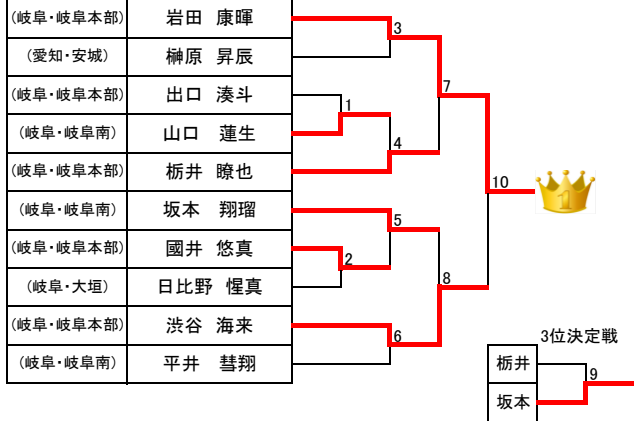 (岐阜・岐阜本部) 岩田 康暉
3
(愛知・安城) 榊原 昇辰
(岐阜・岐阜本部) 出口 湊斗
7
1
(岐阜・岐阜南) 山口 蓮生
4
(岐阜・岐阜本部) 栃井 暸也
10
1
(岐阜・岐阜南) 坂本 翔瑠
5
(岐阜・岐阜本部) 國井 悠真
2
(岐阜・大垣) 日比野 惺真
8
(岐阜・岐阜本部) 渋谷 海来
6
(岐阜・岐阜南) 平井 彗翔
3位決定戦
栃井
9
坂本